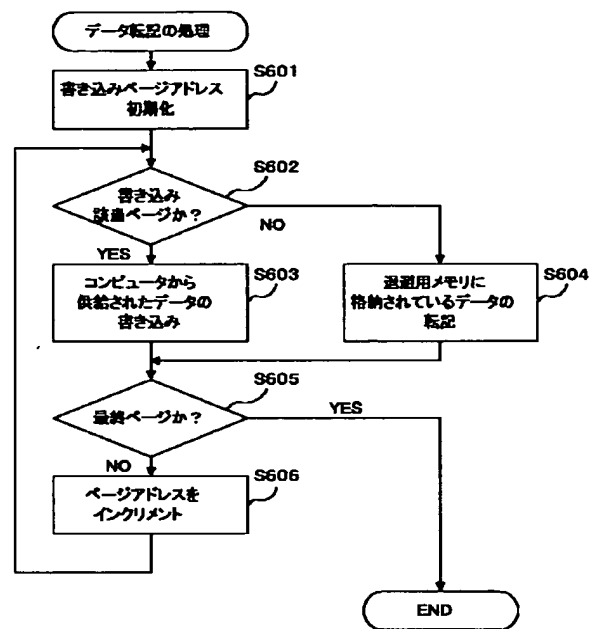 データ転記の処理
S601
書き込みページアドレス
初期化
S602
書き込み
該当ページか？
NO
YES
コンピュータから
供給されたデータの
書き込み
S603
退避用メモリに
格納されているデータの
転記
S604
S605
最終ページか？
YES
NO
S606
ページアドレスを
インクリメント
END